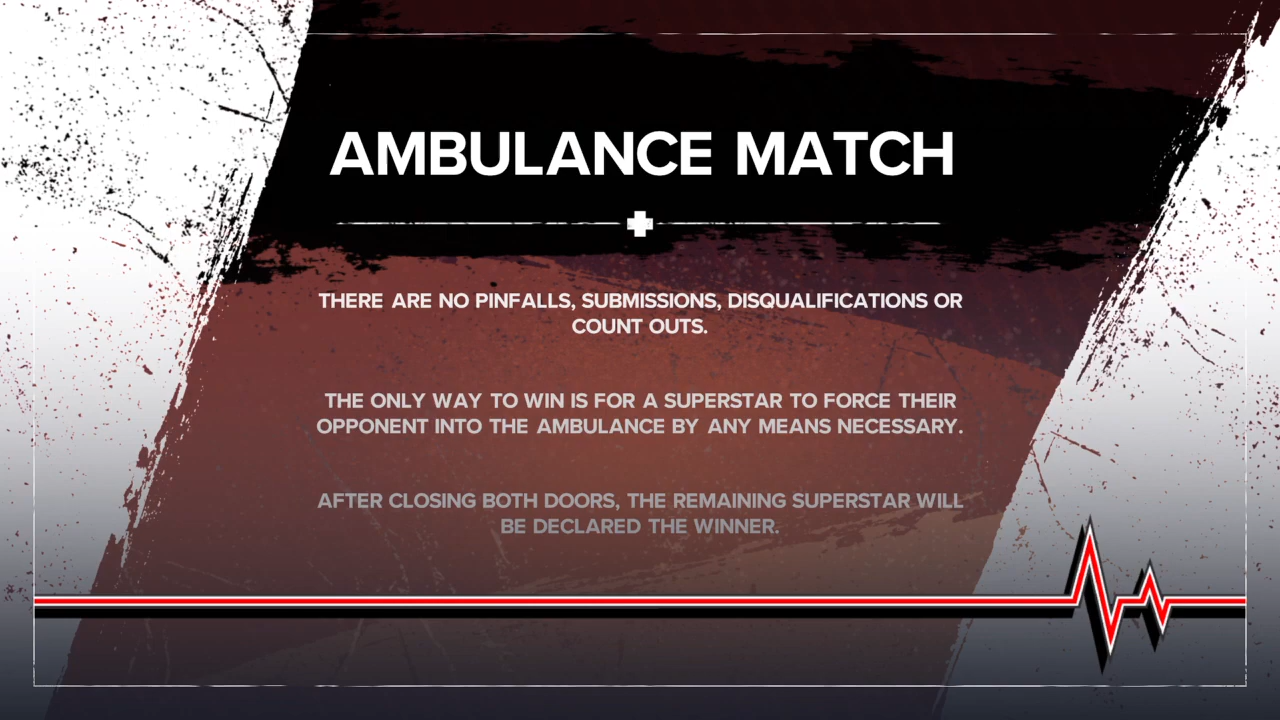 AMBULANCE MATCH
THERE ARE NO PINFALLS, SUBMISSIONS, DISQUALIFICATIONS OR
COUNT OUTS.
THE ONLY WAY TO WIN IS FOR A SUPERSTAR TO FORCE THEIR
OPPONENT INTO THE AMBULANCE BY ANY MEANS NECESSARY.
AFTER CLOSING BOTH DOORS, THE REMAINING SUPERSTAR WILL
BE DECLARED THE WINNER.